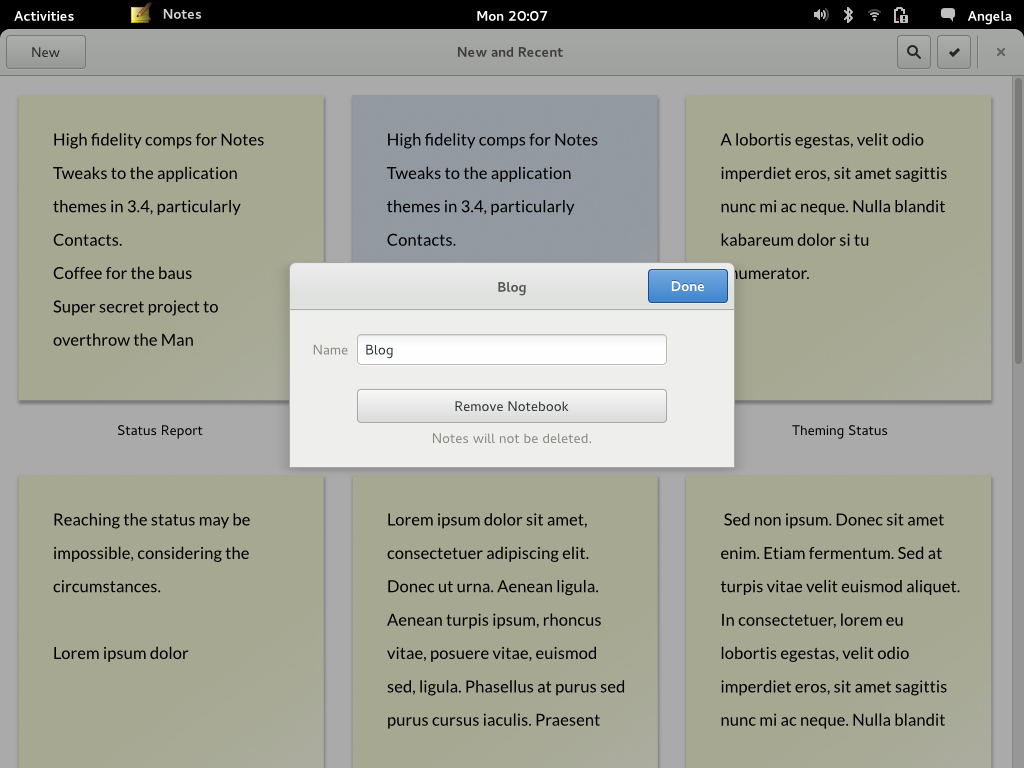 Activities
Notes
Mon 20:07
Angela
New
New and Recent
High fidelity comps for Notes
Tweaks to the application
themes in 3.4, particularly
Contacts.
Coffee for the baus
Super secret project to
overthrow the Man
Status Report
High fidelity comps for Notes
Tweaks to the application
themes in 3.4, particularly
Contacts.
A lobortis egestas, velit odio
imperdiet eros, sit amet sagittis
nunc mi ac neque. Nulla blandit
kabareum dolor si tu
numerator.
Theming Status
Blog
Done
Name
Blog
Remove Notebook
Notes will not be deleted.
Reaching the status may be
impossible, considering the
circumstances.
Lorem ipsum dolor
Lorem ipsum dolor sit amet,
consectetuer adipiscing elit.
Donec ut urna. Aenean ligula.
Aenean turpis ipsum, rhoncus
vitae, posuere vitae, euismod
sed, ligula. Phasellus at purus sed
purus cursus iaculis. Praesent
Sed non ipsum. Donec sit amet
enim. Etiam fermentum. Sed at
turpis vitae velit euismod aliquet.
In consectetuer, lorem eu
lobortis egestas, velit odio
imperdiet eros, sit amet sagittis
nunc mi ac neque. Nulla blandit